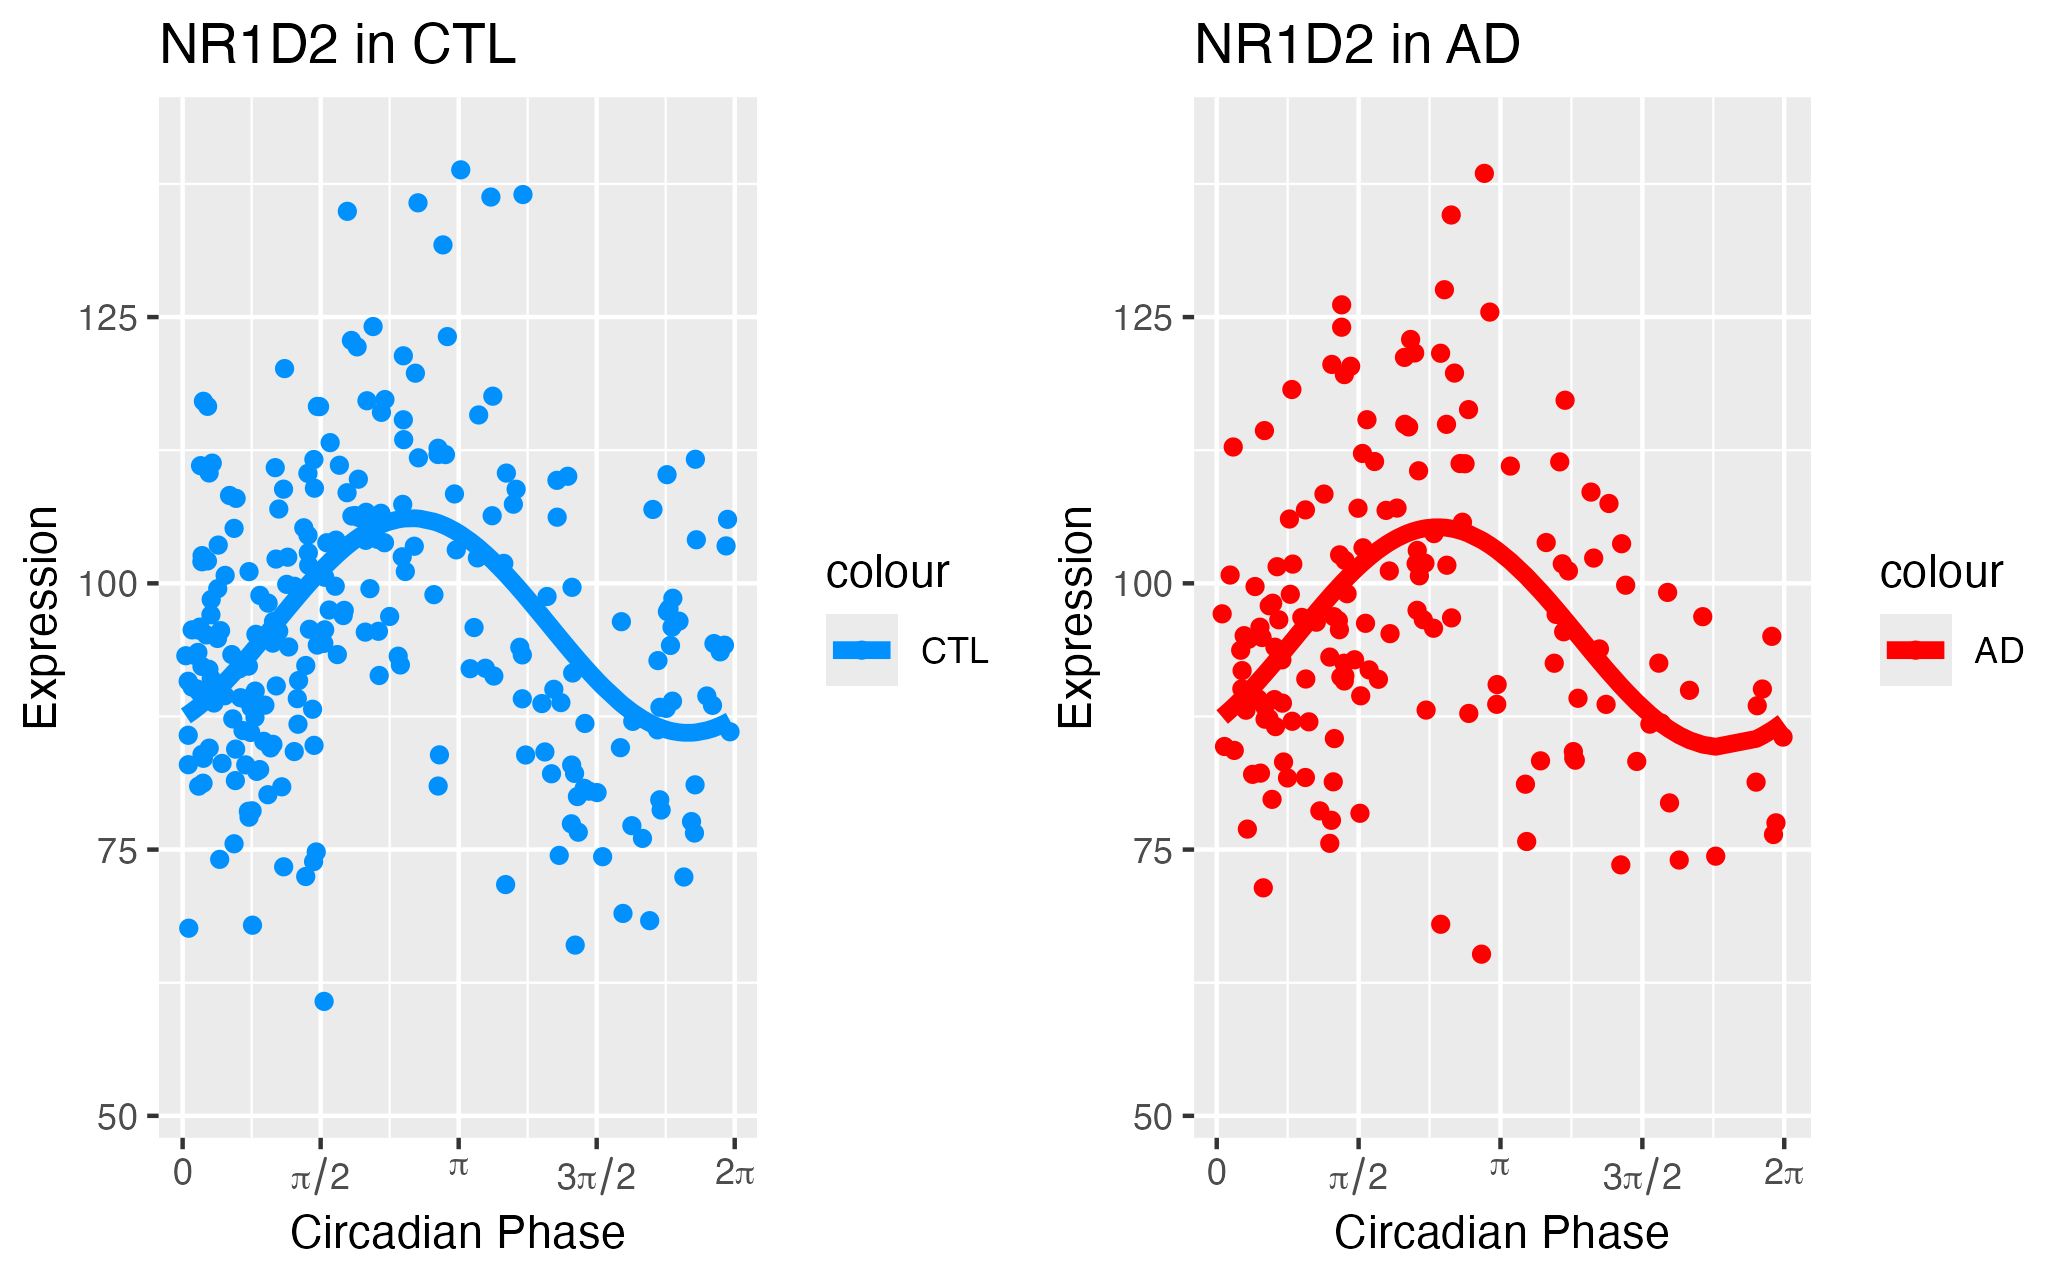 NR1D2 in CTL
Expression
125
100
75
50
0
π/2
π
3π/2
2π
Circadian Phase
colour
CTL
NR1D2 in AD
Expression
125
100
75
50
0
π/2
π
3π/2
2π
Circadian Phase
colour
AD